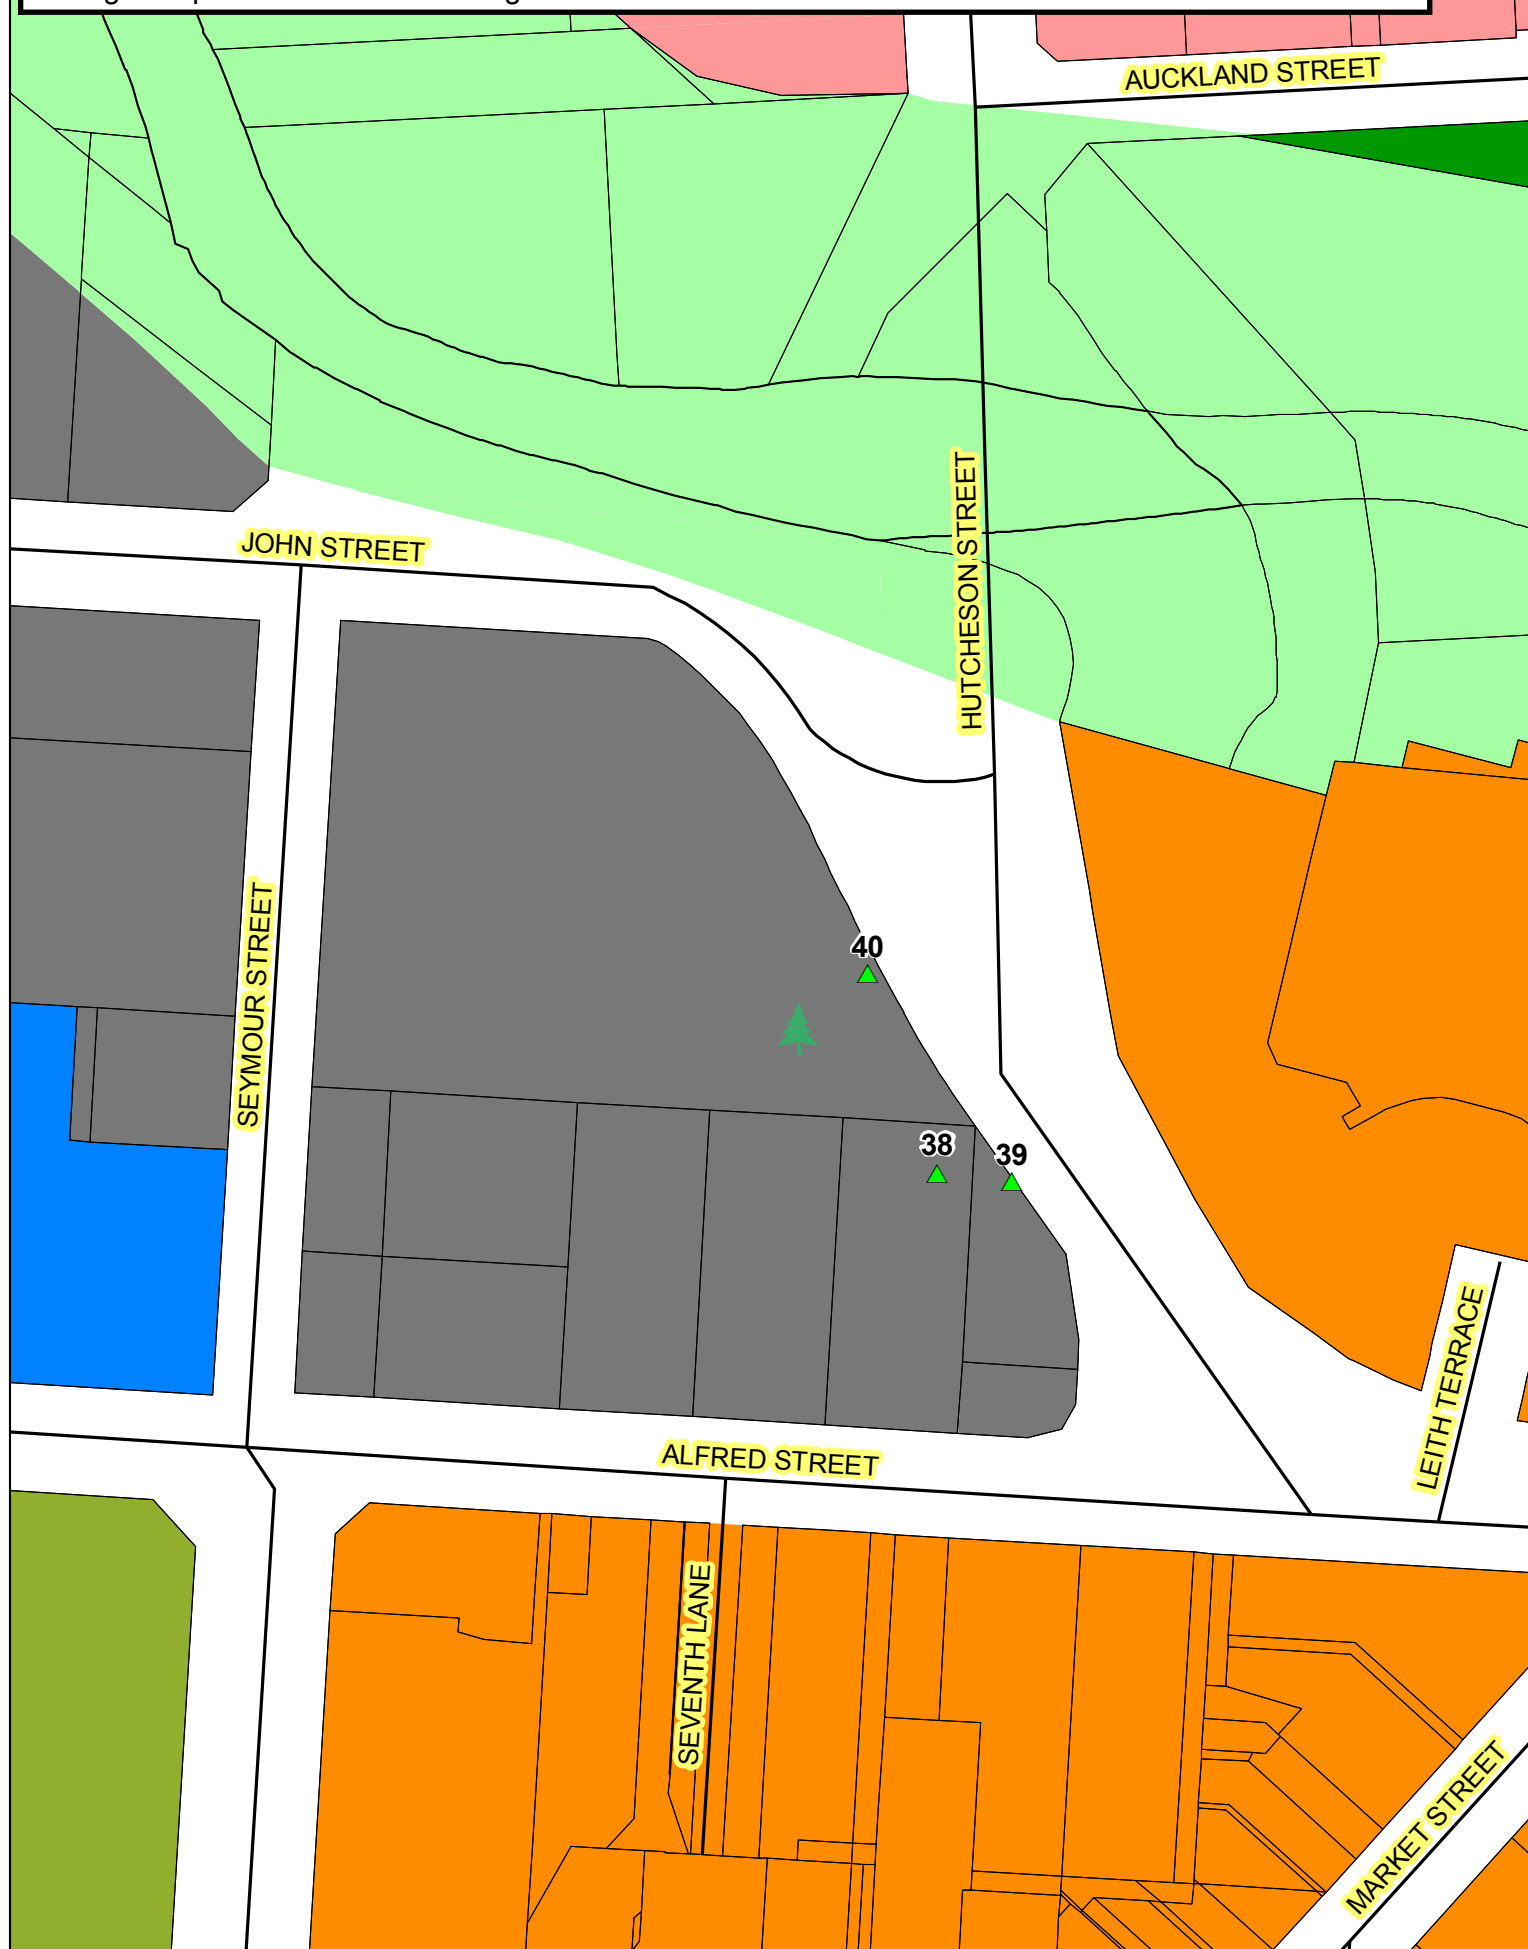 AUCKLAND STREET
HUTCHESON STREET
JOHN STREET
SEYMOUR STREET
40
38
39
LEITH TERRACE
ALFRED STREET
SEVENTH LANE
MARKET STREET